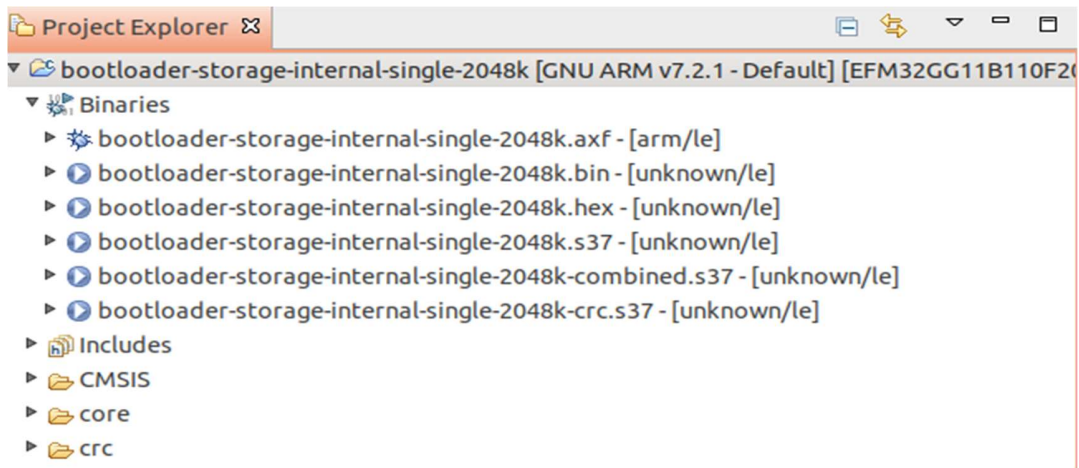 Project Explorer
bootloader-storage-internal-single-2048k [GNU ARM v7.2.1 - Default] [EFM32GG11B110F20
Binaries
bootloader-storage-internal-single-2048k.axf - [arm/le]
bootloader-storage-internal-single-2048k.bin - [unknown/le]
bootloader-storage-internal-single-2048k.hex - [unknown/le]
bootloader-storage-internal-single-2048k.s37 - [unknown/le]
bootloader-storage-internal-single-2048k-combined.s37 - [unknown/le]
bootloader-storage-internal-single-2048k-crc.s37 - [unknown/le]
Includes
CMSIS
core
crc